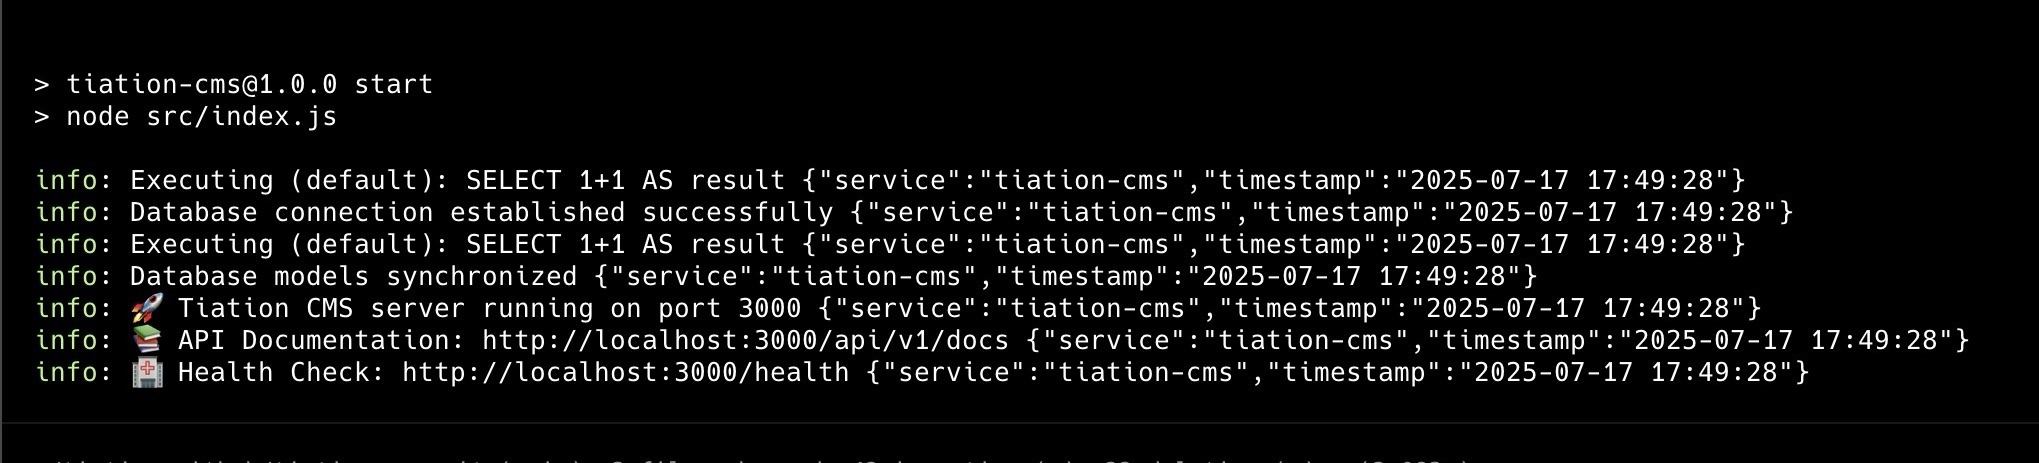 > tiation-cms@1.0.0 start
> node src/index.js
info: Executing (default): SELECT 1+1 AS result {"service":"tiation-cms","timestamp":"2025-07-17 17:49:28"}
info: Database connection established successfully {"service":"tiation-cms","timestamp":"2025-07-17 17:49:28"}
info: Executing (default): SELECT 1+1 AS result {"service":"tiation-cms","timestamp":"2025-07-17 17:49:28"}
info: Database models synchronized {"service":"tiation-cms","timestamp":"2025-07-17 17:49:28"}
info: 🚀 Tiation CMS server running on port 3000 {"service":"tiation-cms","timestamp":"2025-07-17 17:49:28"}
info: 📚 API Documentation: http://localhost:3000/api/v1/docs {"service":"tiation-cms","timestamp":"2025-07-17 17:49:28"}
info: 🏥 Health Check: http://localhost:3000/health {"service":"tiation-cms","timestamp":"2025-07-17 17:49:28"}